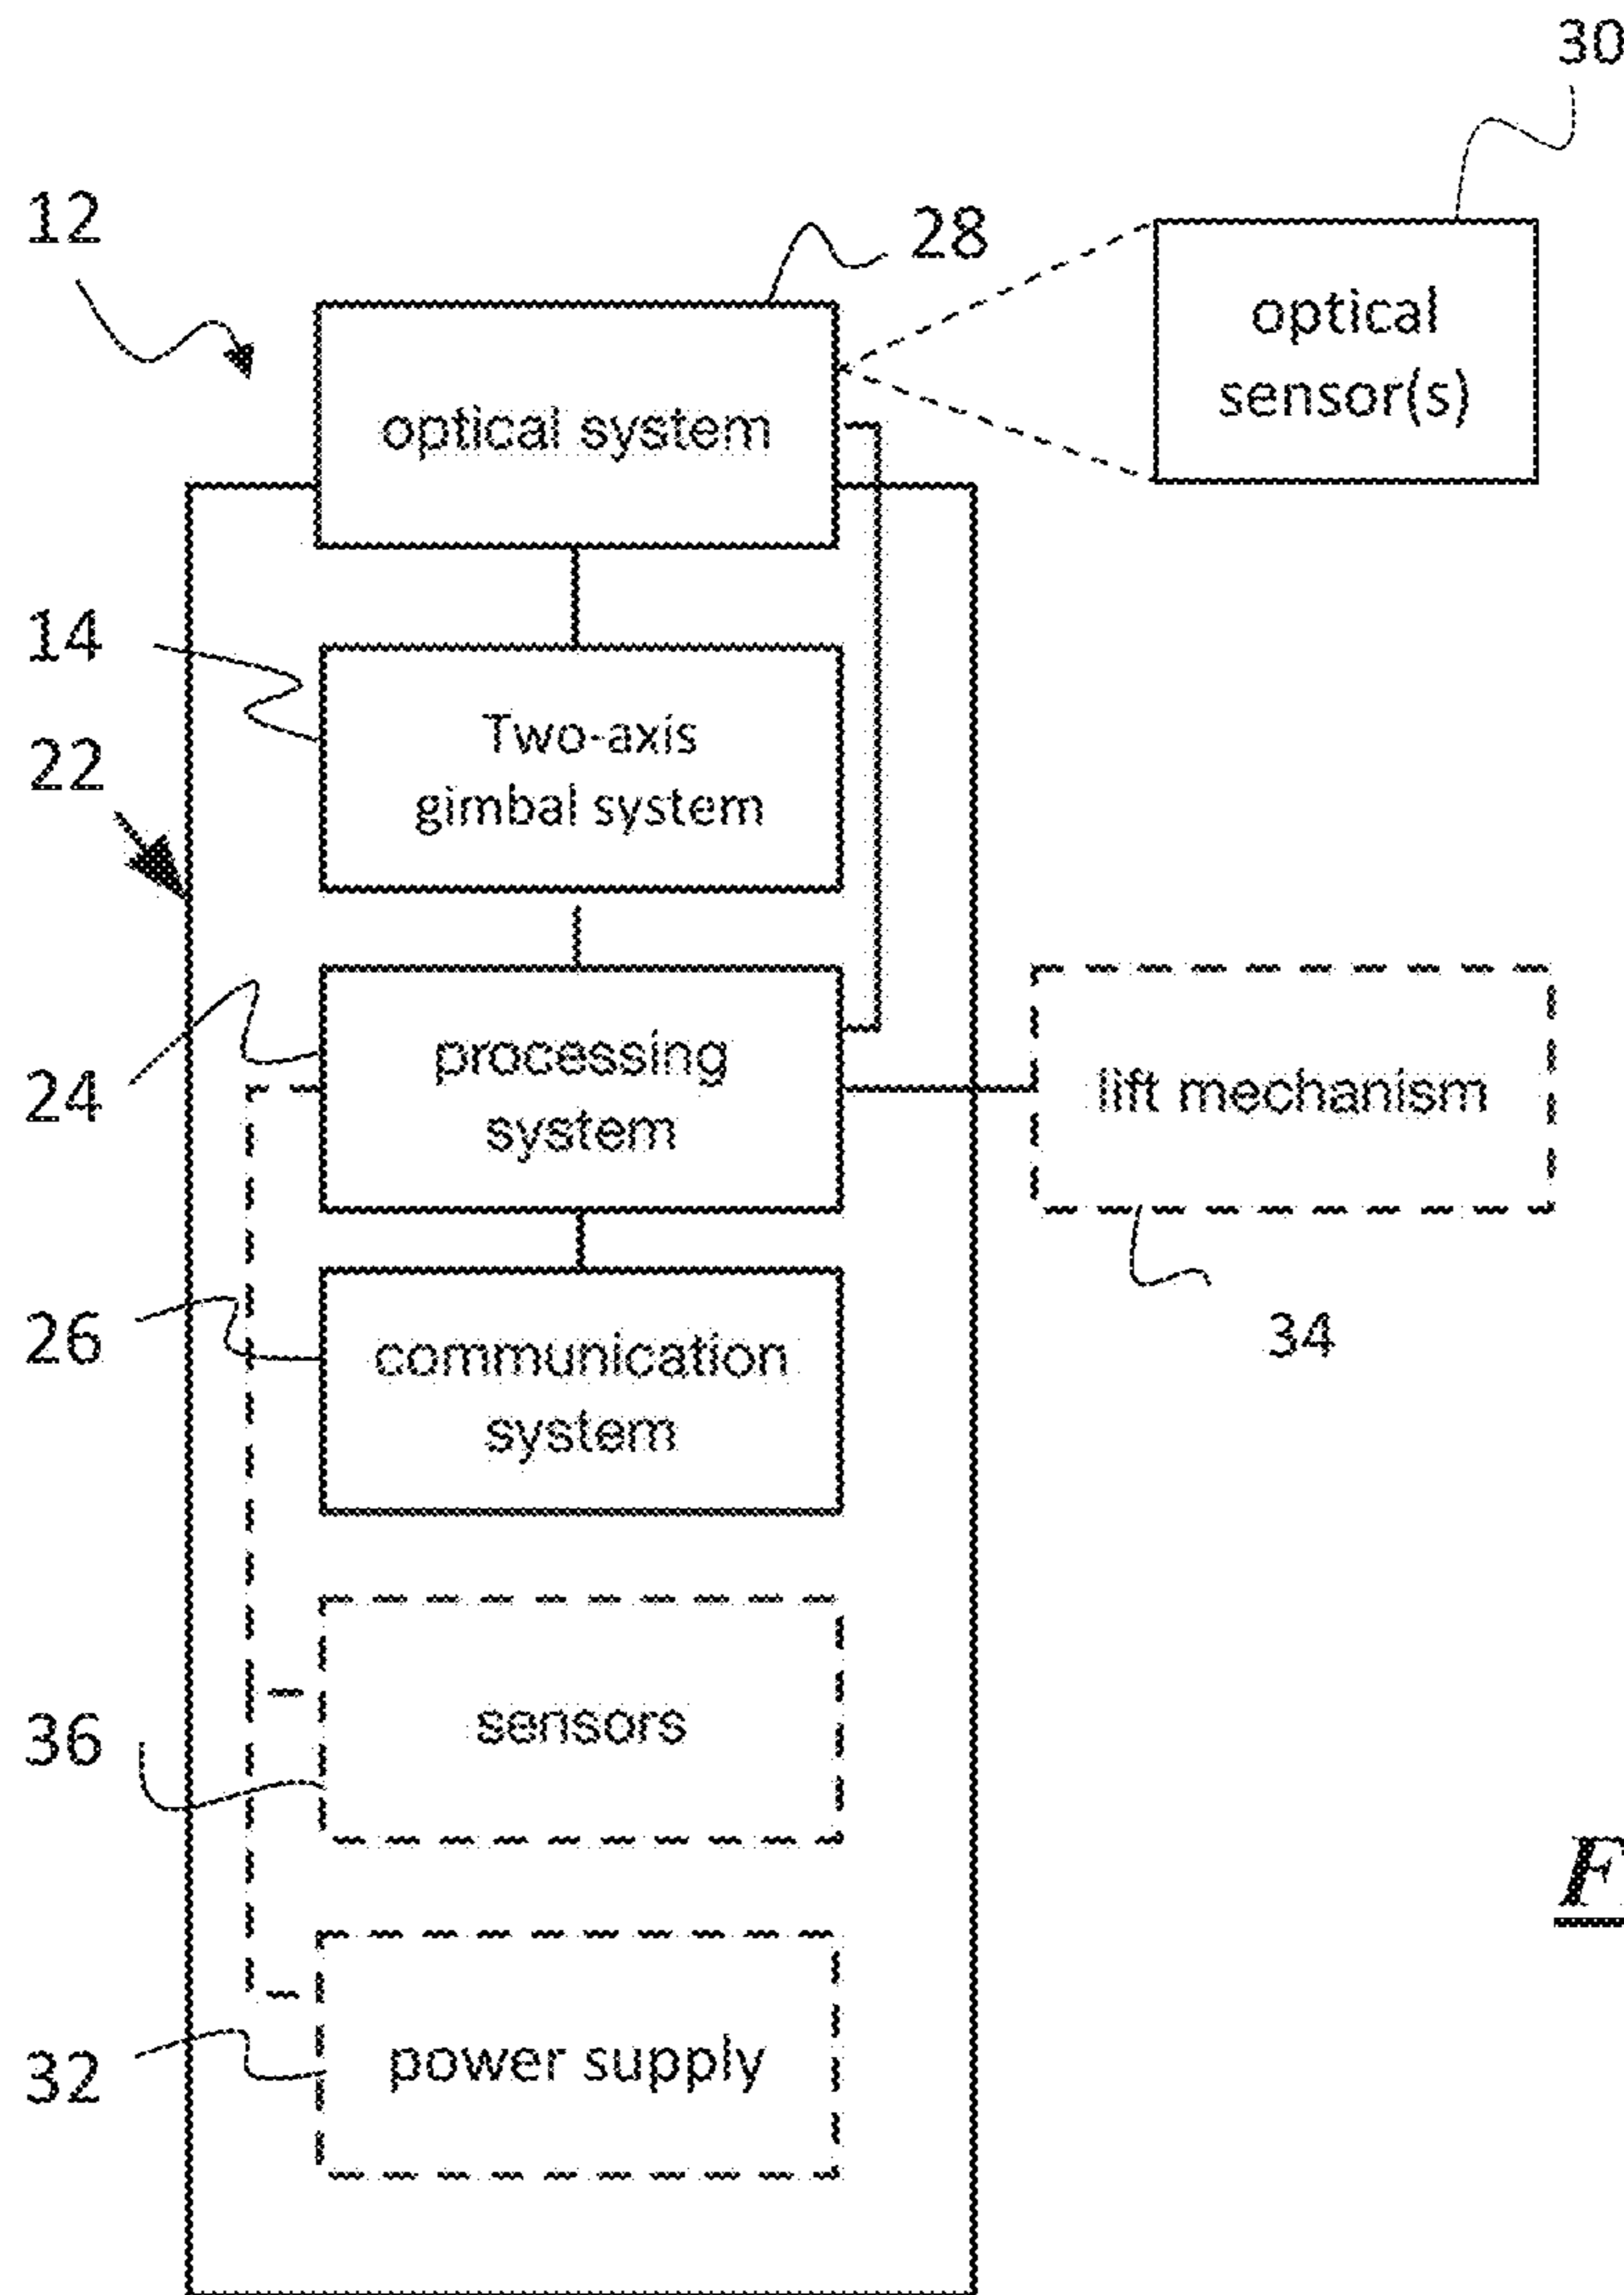 30
12
28
optical
sensor(s)
optical system
14
Two-axis
gimbal system
22
24
processing
system
lift mechanism
26
communication
system
34
36
sensors
F
32
power supply